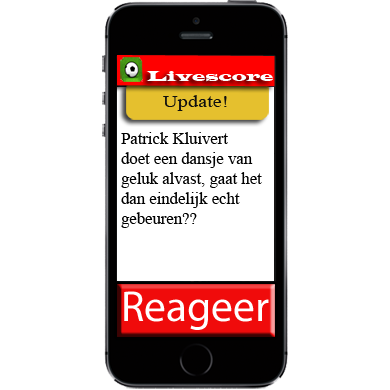 Livescore
Update!
Patrick Kluivert
doet een dansje van
geluk alvast, gaat het
dan eindelijk echt
gebeuren??
Reageer